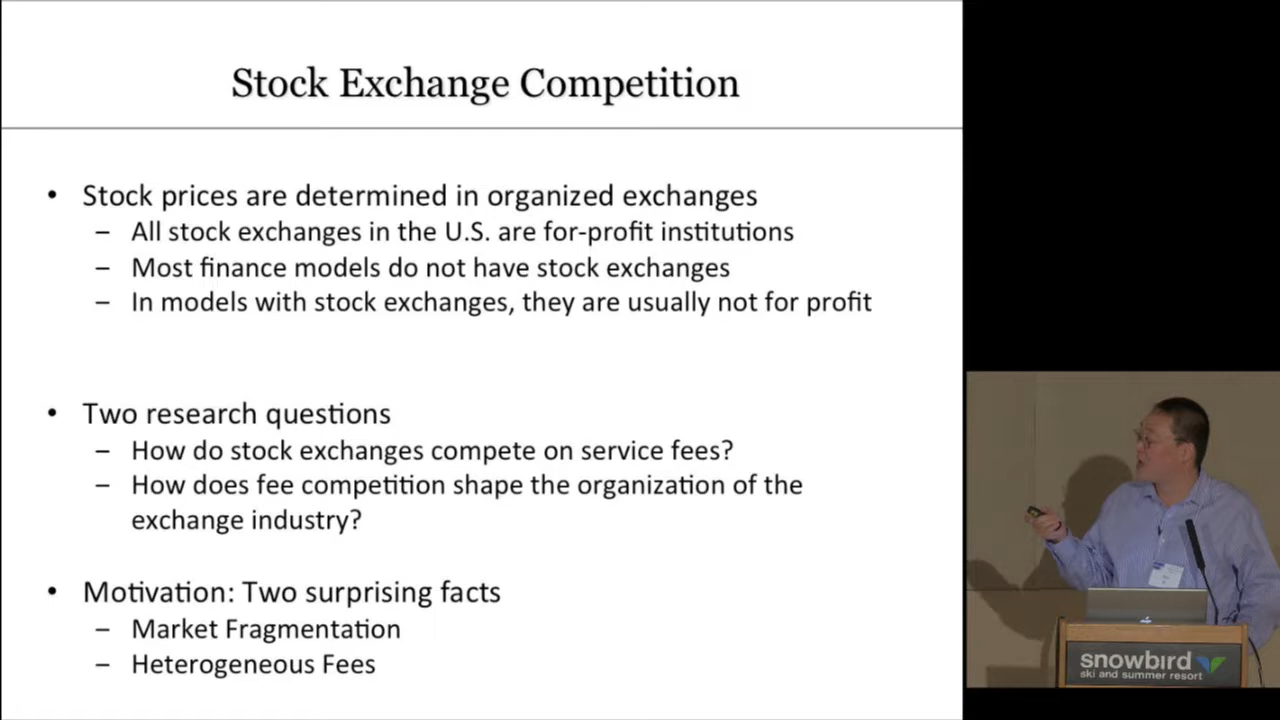 Stock Exchange Competition
• Stock prices are determined in organized exchanges
– All stock exchanges in the U.S. are for-profit institutions
– Most finance models do not have stock exchanges
– In models with stock exchanges, they are usually not for profit
• Two research questions
– How do stock exchanges compete on service fees?
– How does fee competition shape the organization of the
exchange industry?
• Motivation: Two surprising facts
– Market Fragmentation
– Heterogeneous Fees
snowbird
ski and summer resort